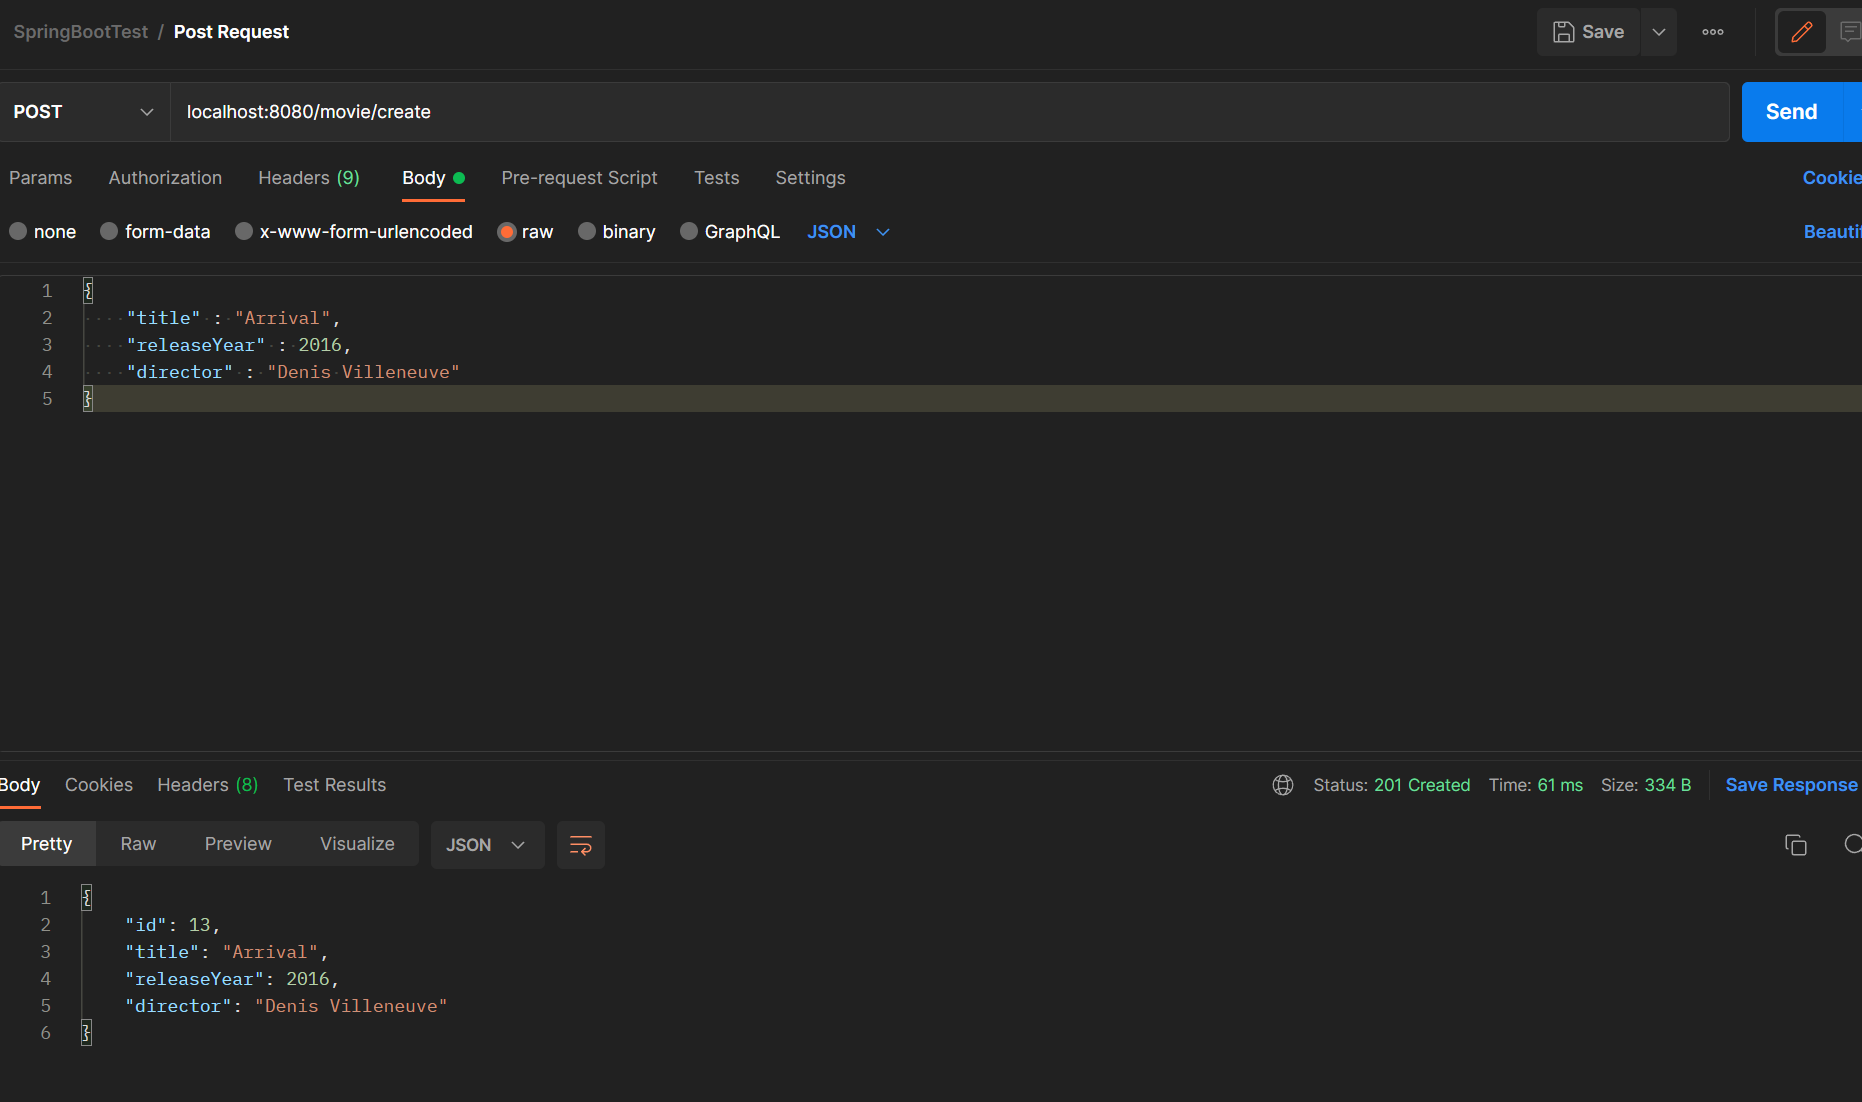 SpringBootTest / Post Request Save
POST localhost:8080/movie/create Send
Params Authorization Headers (9) Body Pre-request Script Tests Settings Cookie
none form-data x-www-form-urlencoded raw binary GraphQL JSON Beautif
1 {
2 "title" : "Arrival",
3 "releaseYear" : 2016,
4 "director" : "Denis Villeneuve"
5 }
Body Cookies Headers (8) Test Results Status: 201 Created Time: 61 ms Size: 334 B Save Response
Pretty Raw Preview Visualize JSON
1 {
2 "id": 13,
3 "title": "Arrival",
4 "releaseYear": 2016,
5 "director": "Denis Villeneuve"
6 }